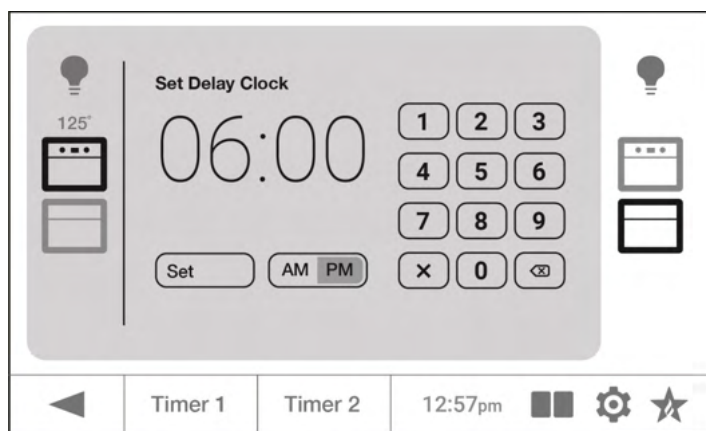 Set Delay Clock
125°
06:00
1 2 3
4 5 6
7 8 9
× 0
Set
AM PM
Timer 1
Timer 2
12:57pm